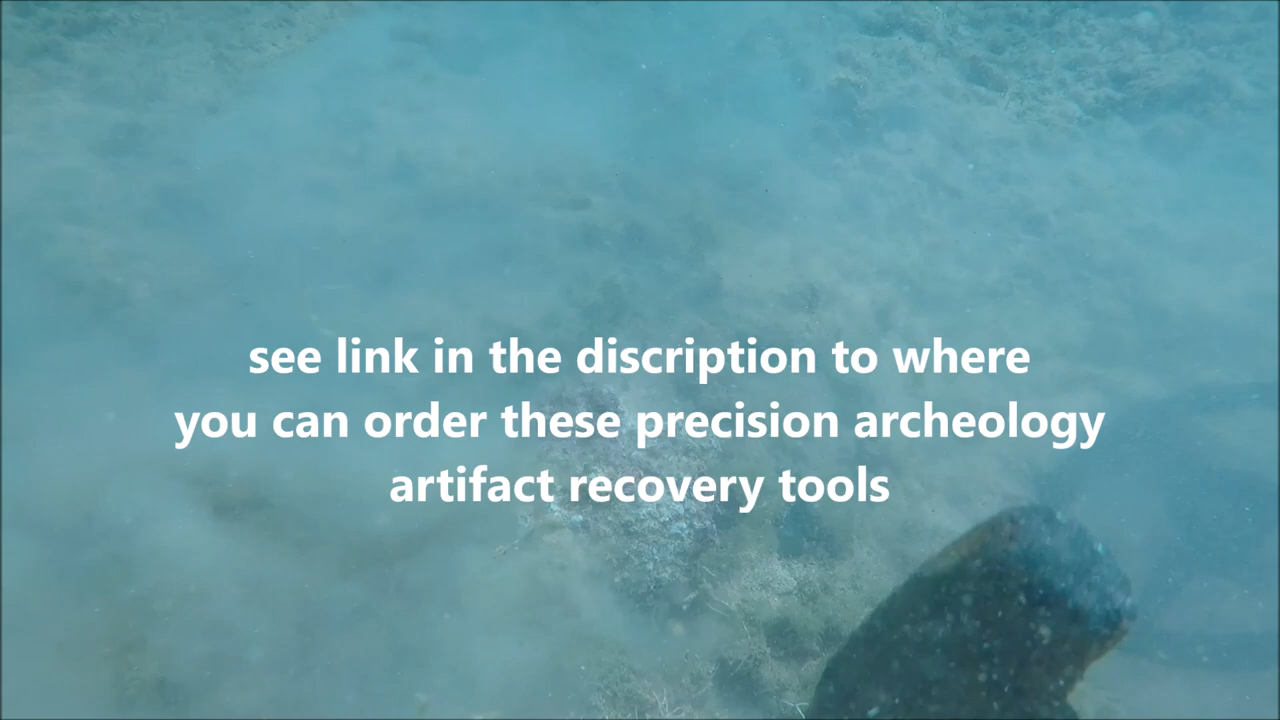 see link in the discription to where
you can order these precision archeology
artifact recovery tools